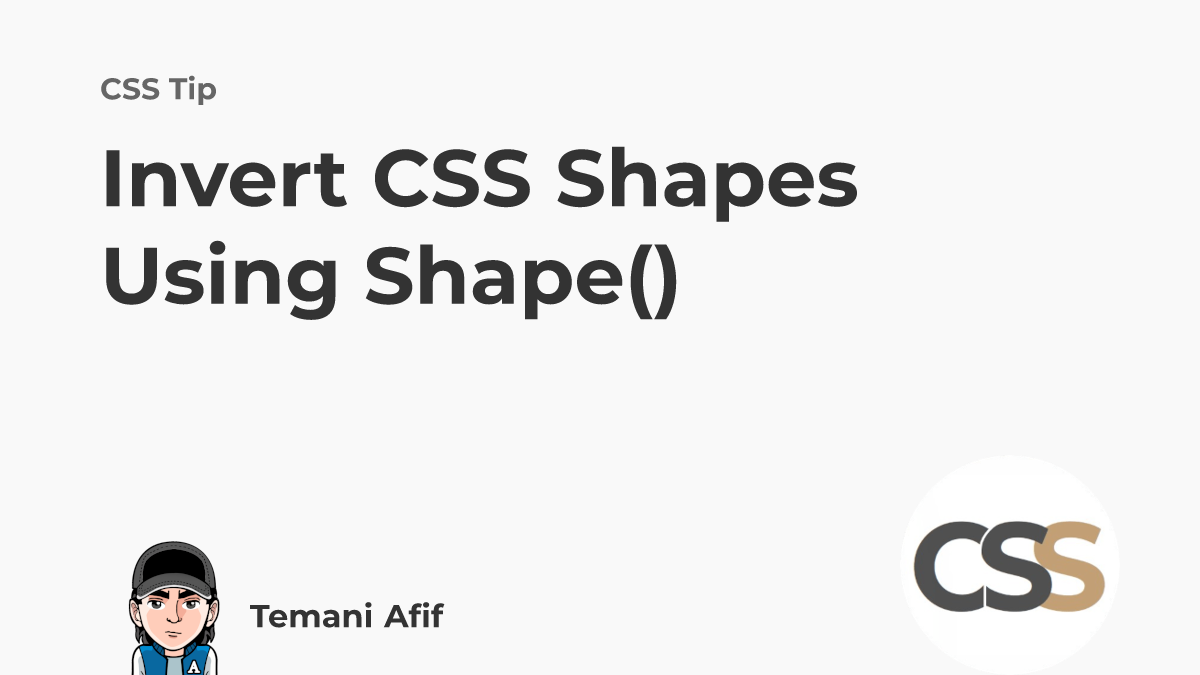 CSS Tip
Invert CSS Shapes
Using Shape()
A
Temani Afif
CSS